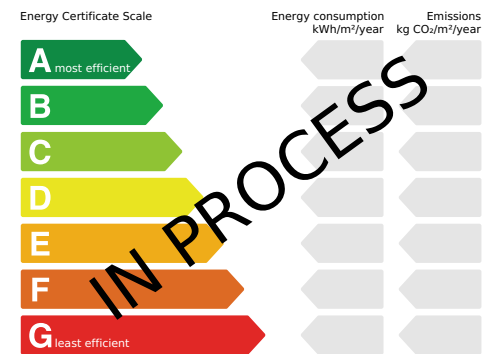 Energy Certificate Scale
Energy consumption
kWh/m²/year
Emissions
kg CO₂/m²/year
A most efficient
B
C
D
E
F
G least efficient
IN PROCESS